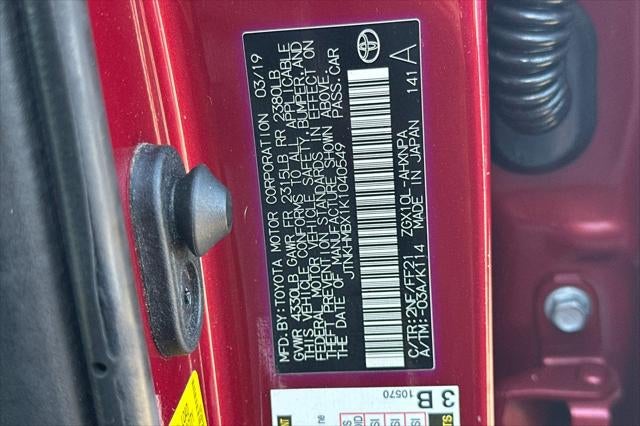 MFD.BY:TOYOTA MOTOR CORPORATION 03/19
GVWR 4330LB GAWR FR 2315LB RR 2380LB
THIS VEHICLE CONFORMS TO ALL APPLICABLE
FEDERAL MOTOR VEHICLE SAFETY,BUMPER,AND
THEFT PREVENTION STANDARDS IN EFFECT ON
THE DATE OF MANUFACTURE SHOWN ABOVE.
JTNKHMBX1K1040549 PASS.CAR
C/TR:2NF/FF21 ZGX10L-AHXNPA
A/TM:-03A/K114 MADE IN JAPAN 141 A
3B
10570